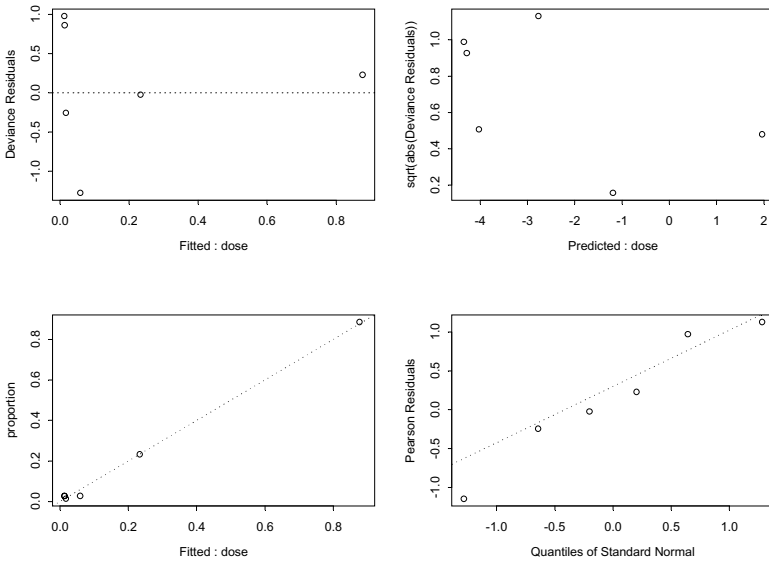 Deviance Residuals
1.0
0.5
0.0
-0.5
-1.0
0.0 0.2 0.4 0.6 0.8
Fitted : dose
sqrt(abs(Deviance Residuals))
1.0
0.8
0.6
0.4
0.2
-4 -3 -2 -1 0 1 2
Predicted : dose
proportion
0.8
0.6
0.4
0.2
0.0
0.0 0.2 0.4 0.6 0.8
Fitted : dose
Pearson Residuals
1.0
0.5
0.0
-0.5
-1.0
-1.0 -0.5 0.0 0.5 1.0
Quantiles of Standard Normal